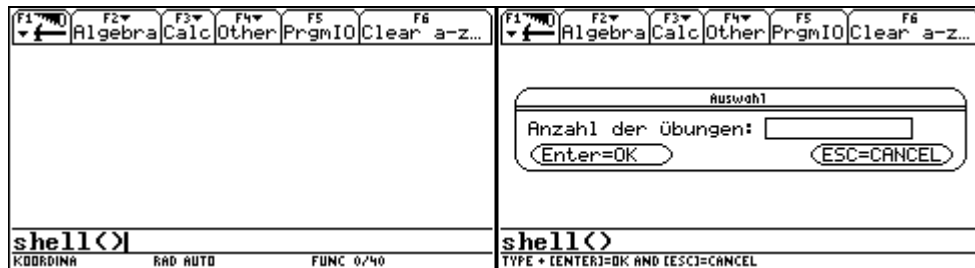 F1 F2 F3 F4 F5 F6
Algebra Calc Other PrgmIO Clear a-z…
shell()
KOORDINA RAD AUTO FUNC 0/40
F1 F2 F3 F4 F5 F6
Algebra Calc Other PrgmIO Clear a-z…
Auswahl
Anzahl der übungen:
Enter=OK ESC=CANCEL
shell()
TYPE + [ENTER]=OK AND [ESC]=CANCEL